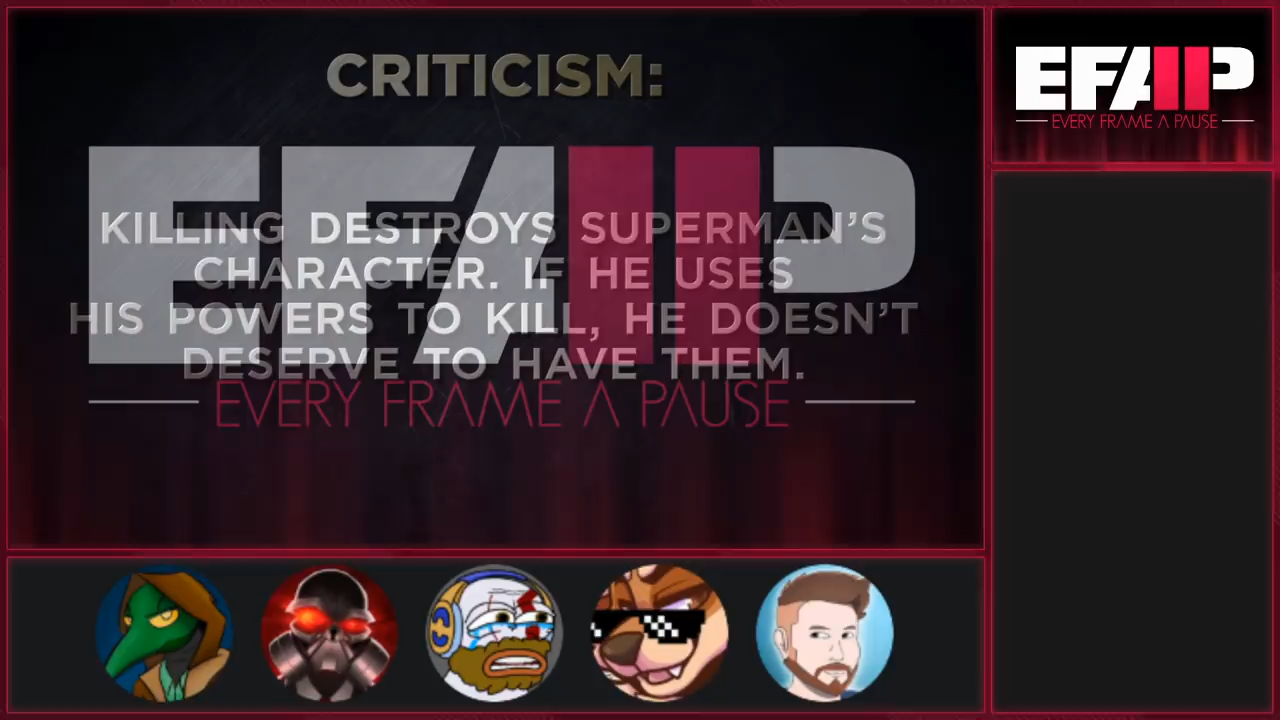 CRITICISM:
EFAP
KILLING DESTROYS SUPERMAN'S
CHARACTER. IF HE USES
HIS POWERS TO KILL, HE DOESN'T
DESERVE TO HAVE THEM.
EVERY FRAME A PAUSE
EFAP
EVERY FRAME A PAUSE